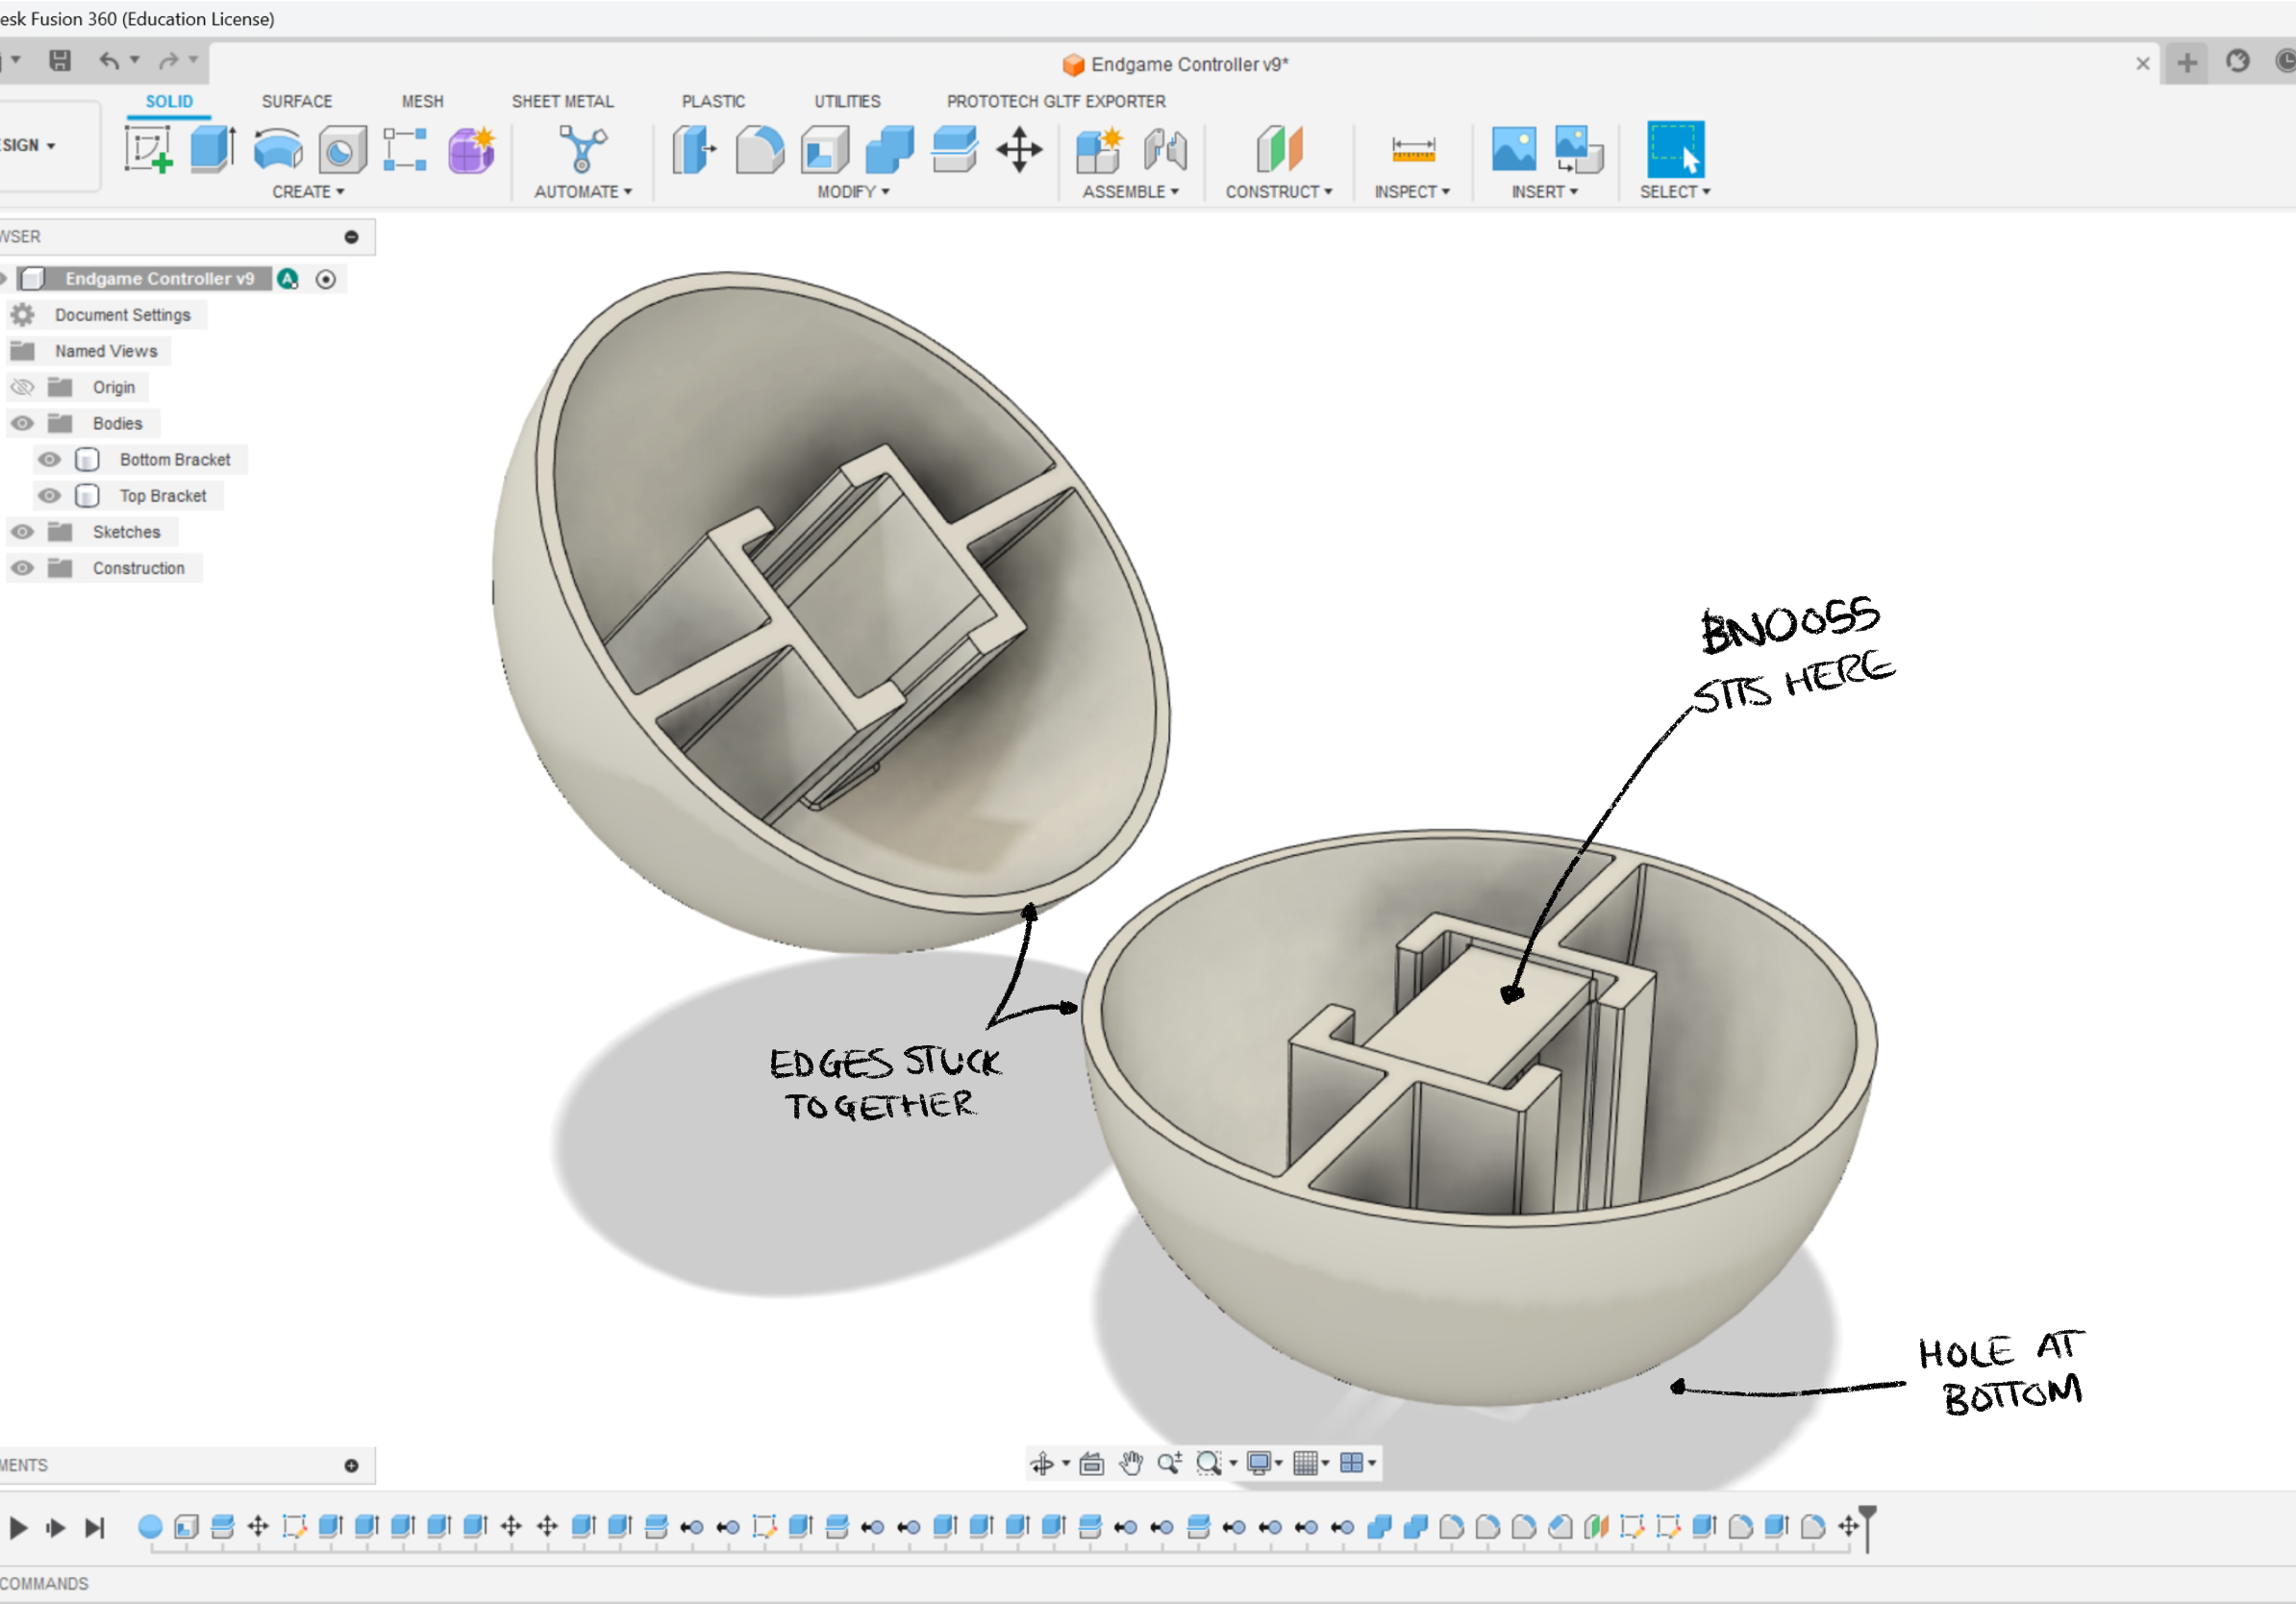 esk Fusion 360 (Education License)
Endgame Controller v9*
SOLID SURFACE MESH SHEET METAL PLASTIC UTILITIES PROTOTECH GLTF EXPORTER
SIGN
CREATE AUTOMATE MODIFY ASSEMBLE CONSTRUCT INSPECT INSERT SELECT
WSER
Endgame Controller v9
Document Settings
Named Views
Origin
Bodies
Bottom Bracket
Top Bracket
Sketches
Construction
BNO055
SITS HERE
EDGES STUCK
TOGETHER
HOLE AT
BOTTOM
MENTS
COMMANDS